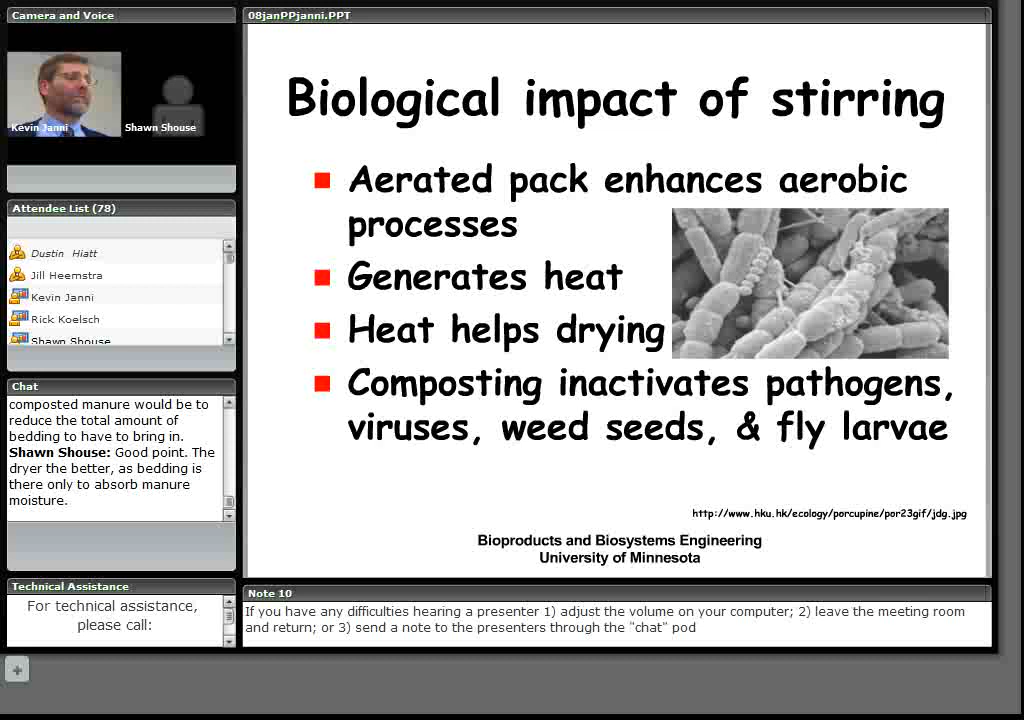 Camera and Voice
Kevin Janni
Shawn Shouse
Attendee List (78)
Dustin Hiatt
Jill Heemstra
Kevin Janni
Rick Koelsch
Shawn Shouse
Chat
composted manure would be to
reduce the total amount of
bedding to have to bring in.
Shawn Shouse: Good point. The
dryer the better, as bedding is
there only to absorb manure
moisture.
Technical Assistance
For technical assistance,
please call:
08janPPjanni.PPT
Biological impact of stirring
Aerated pack enhances aerobic
processes
Generates heat
Heat helps drying
Composting inactivates pathogens,
viruses, weed seeds, & fly larvae
http://www.hku.hk/ecology/porcupine/por23gif/jdg.jpg
Bioproducts and Biosystems Engineering
University of Minnesota
Note 10
If you have any difficulties hearing a presenter 1) adjust the volume on your computer; 2) leave the meeting room
and return; or 3) send a note to the presenters through the "chat" pod